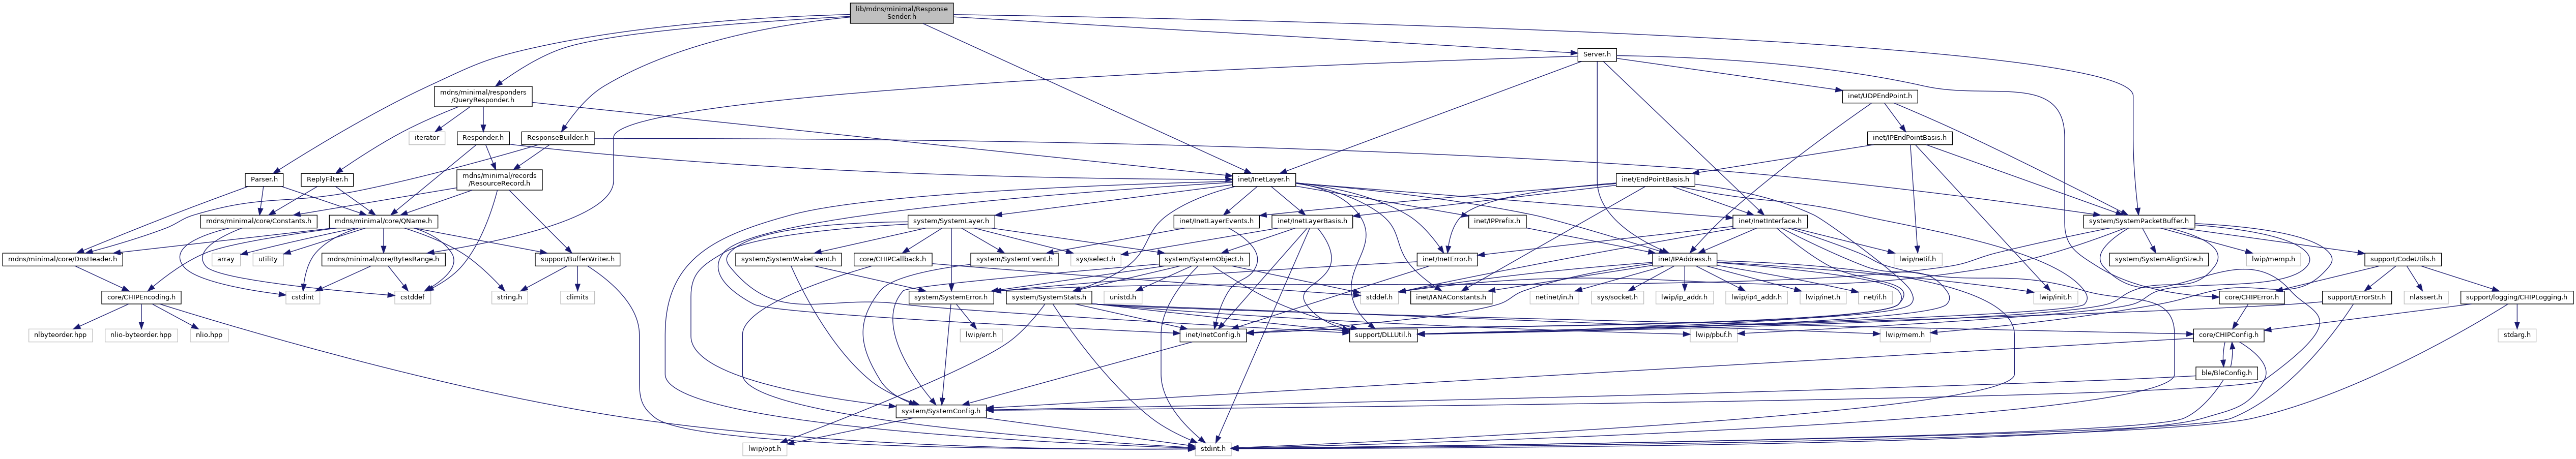 lib/mdns/minimal/Response
Sender.h
Server.h
mdns/minimal/responders
/QueryResponder.h
inet/UDPEndPoint.h
iterator
Responder.h
ResponseBuilder.h
inet/IPEndPointBasis.h
Parser.h
ReplyFilter.h
mdns/minimal/records
/ResourceRecord.h
inet/InetLayer.h
inet/EndPointBasis.h
mdns/minimal/core/Constants.h
mdns/minimal/core/QName.h
system/SystemLayer.h
inet/InetLayerEvents.h
inet/InetLayerBasis.h
inet/IPPrefix.h
inet/InetInterface.h
system/SystemPacketBuffer.h
mdns/minimal/core/DnsHeader.h
array
utility
mdns/minimal/core/BytesRange.h
support/BufferWriter.h
system/SystemWakeEvent.h
core/CHIPCallback.h
system/SystemEvent.h
sys/select.h
system/SystemObject.h
inet/InetError.h
inet/IPAddress.h
lwip/netif.h
system/SystemAlignSize.h
lwip/memp.h
support/CodeUtils.h
core/CHIPEncoding.h
cstdint
cstddef
string.h
climits
system/SystemError.h
system/SystemStats.h
unistd.h
stddef.h
inet/IANAConstants.h
netinet/in.h
sys/socket.h
lwip/ip_addr.h
lwip/ip4_addr.h
lwip/inet.h
net/if.h
lwip/init.h
core/CHIPError.h
support/ErrorStr.h
nlassert.h
support/logging/CHIPLogging.h
nlbyteorder.hpp
nlio-byteorder.hpp
nlio.hpp
lwip/err.h
inet/InetConfig.h
support/DLLUtil.h
lwip/pbuf.h
lwip/mem.h
core/CHIPConfig.h
stdarg.h
ble/BleConfig.h
system/SystemConfig.h
lwip/opt.h
stdint.h